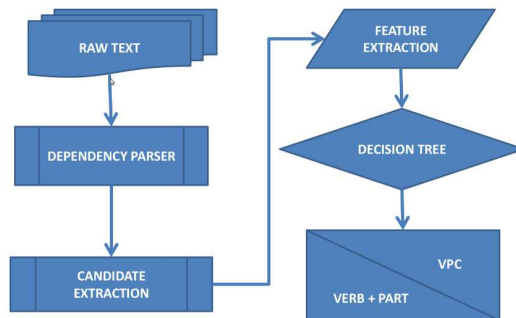 RAW TEXT
DEPENDENCY PARSER
CANDIDATE
EXTRACTION
FEATURE
EXTRACTION
DECISION TREE
VPC
VERB + PART